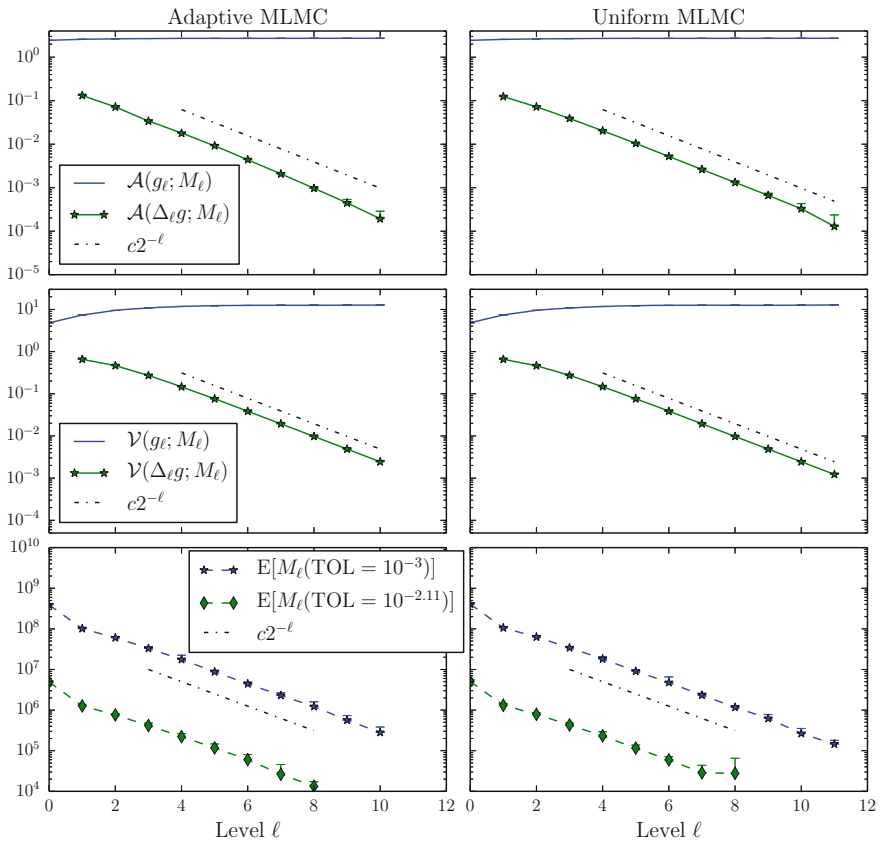 Adaptive MLMC
Uniform MLMC
10^0
10^{-1}
10^{-2}
10^{-3}
10^{-4}
10^{-5}
𝒜(g_ℓ; M_ℓ)
𝒜(Δ_ℓ g; M_ℓ)
c2^{-ℓ}
10^1
10^0
10^{-1}
10^{-2}
10^{-3}
10^{-4}
𝒱(g_ℓ; M_ℓ)
𝒱(Δ_ℓ g; M_ℓ)
c2^{-ℓ}
10^{10}
10^9
10^8
10^7
10^6
10^5
10^4
E[M_ℓ(TOL = 10^{-3})]
E[M_ℓ(TOL = 10^{-2.11})]
c2^{-ℓ}
0 2 4 6 8 10 12
0 2 4 6 8 10 12
Level ℓ
Level ℓ